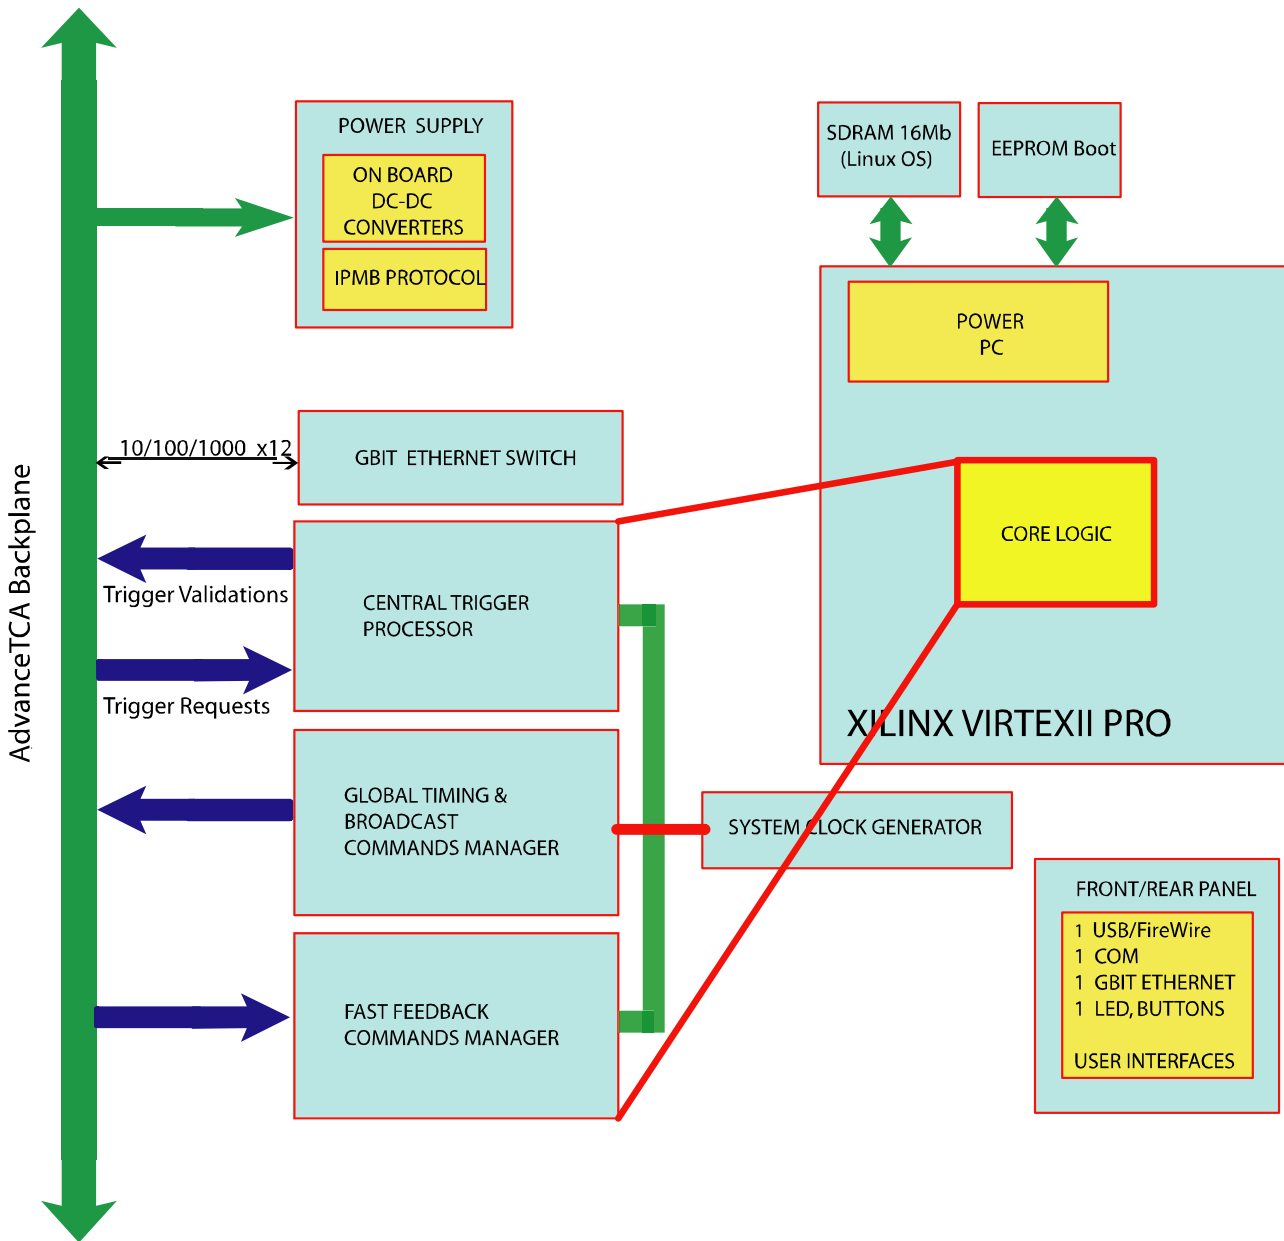 POWER SUPPLY
ON BOARD
DC-DC
CONVERTERS
IPMB PROTOCOL
SDRAM 16Mb
(Linux OS)
EEPROM Boot
POWER
PC
CORE LOGIC
XILINX VIRTEXII PRO
10/100/1000 x12
GBIT ETHERNET SWITCH
AdvanceTCA Backplane
Trigger Validations
CENTRAL TRIGGER
PROCESSOR
Trigger Requests
GLOBAL TIMING &
BROADCAST
COMMANDS MANAGER
SYSTEM CLOCK GENERATOR
FAST FEEDBACK
COMMANDS MANAGER
FRONT/REAR PANEL
1 USB/FireWire
1 COM
1 GBIT ETHERNET
1 LED, BUTTONS
USER INTERFACES